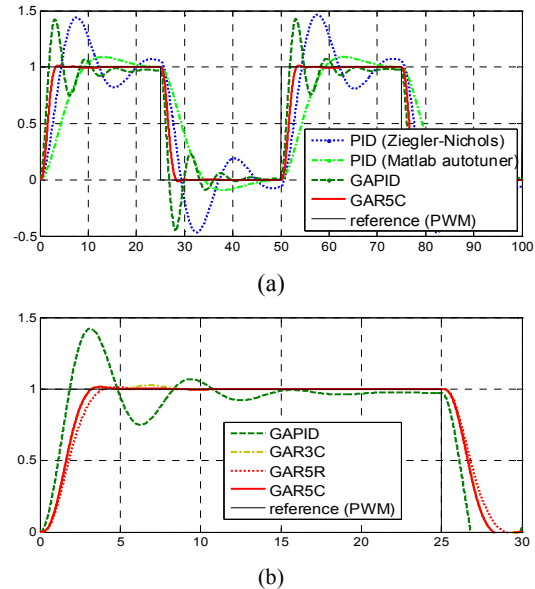 1.5
1
0.5
0
-0.5
0 10 20 30 40 50 60 70 80 90 100
PID (Ziegler-Nichols)
PID (Matlab autotuner)
GAPID
GAR5C
reference (PWM)
(a)
1.5
1
0.5
0
0 5 10 15 20 25 30
GAPID
GAR3C
GAR5R
GAR5C
reference (PWM)
(b)